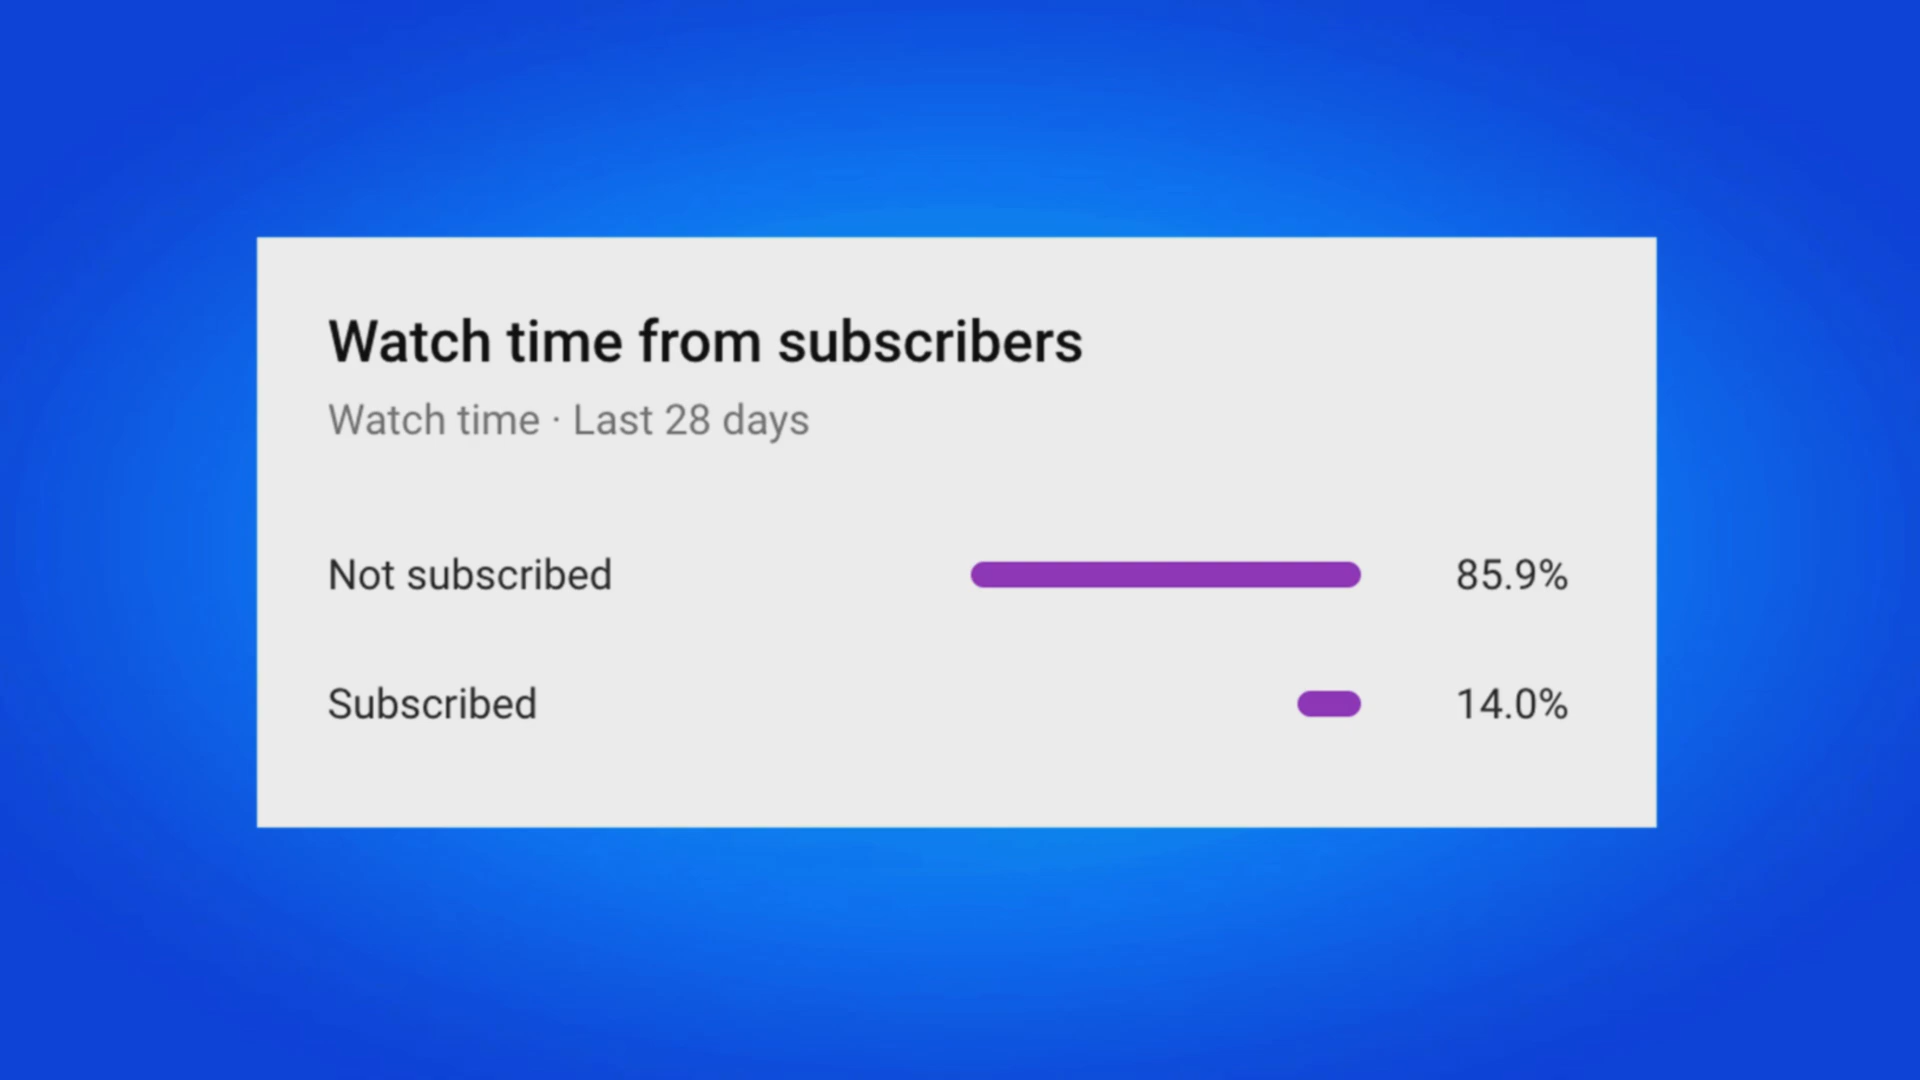 Watch time from subscribers
Watch time · Last 28 days
Not subscribed 85.9%
Subscribed 14.0%